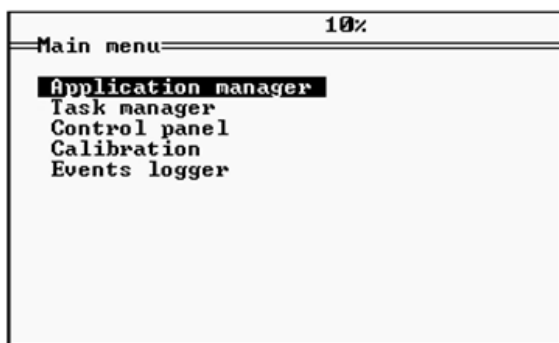 10%
Main menu
Application manager
Task manager
Control panel
Calibration
Events logger